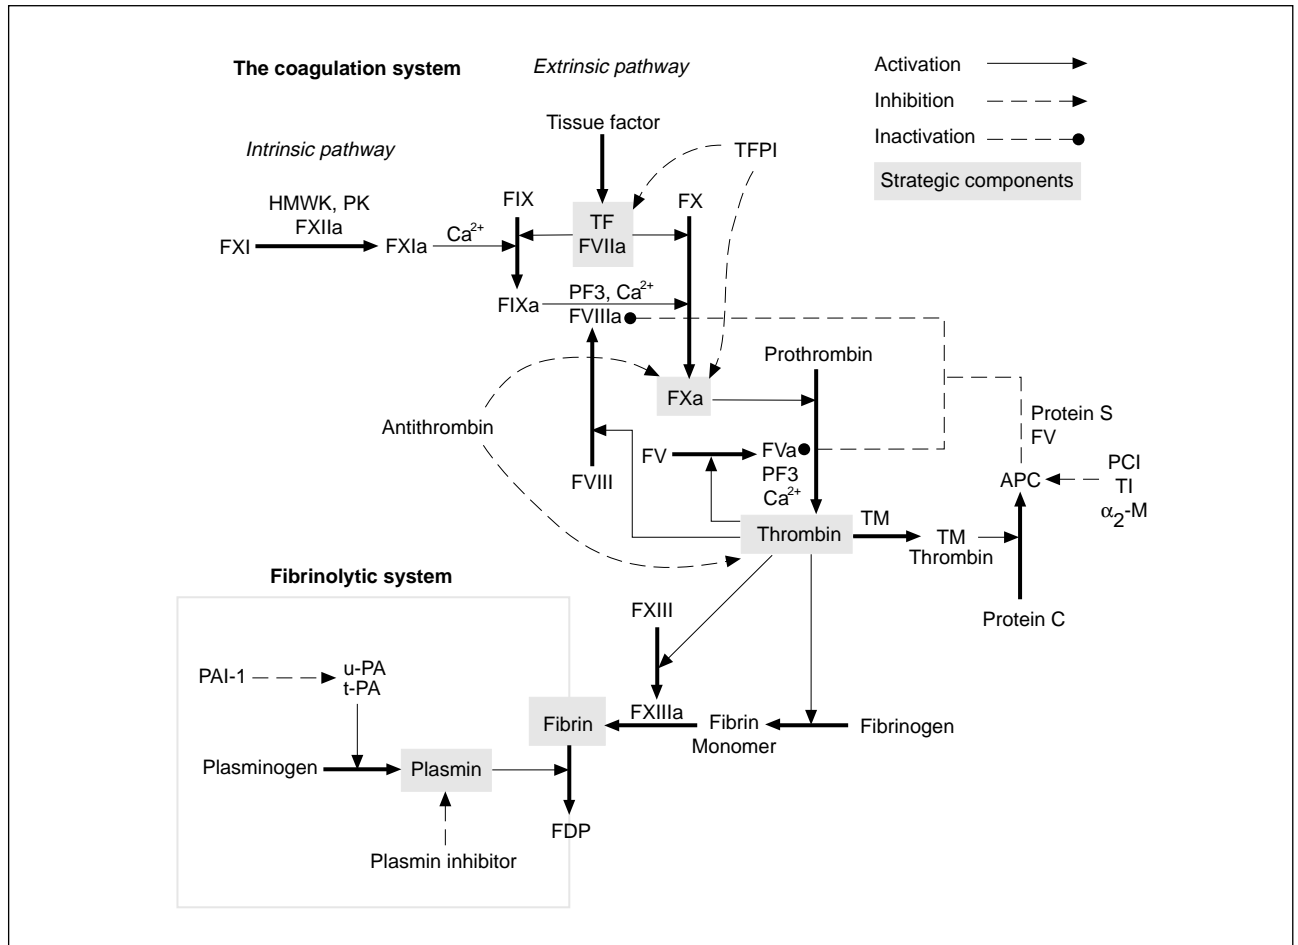 The coagulation system
Extrinsic pathway
Activation
Inhibition
Inactivation
Strategic components
Tissue factor
Intrinsic pathway
TFPI
HMWK, PK
FXIIa
FXI
FXIa
Ca²⁺
FIX
TF
FVIIa
FX
FIXa
PF3, Ca²⁺
FVIIIa
Prothrombin
FXa
Antithrombin
Protein S
FV
FV
FVa
PF3
Ca²⁺
FVIII
APC
PCI
TI
α₂-M
Thrombin
TM
TM
Thrombin
Protein C
Fibrinolytic system
FXIII
PAI-1
u-PA
t-PA
FXIIIa
Fibrin
Fibrin
Monomer
Fibrinogen
Plasminogen
Plasmin
FDP
Plasmin inhibitor